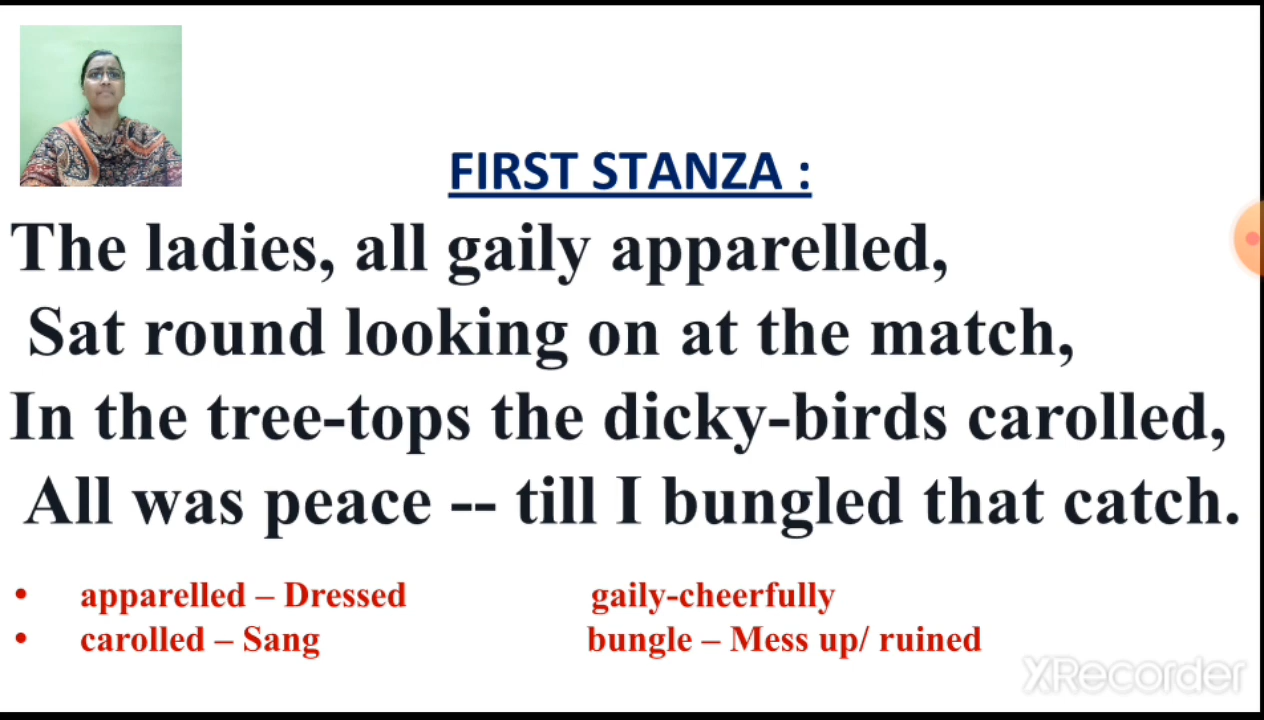 FIRST STANZA :
The ladies, all gaily apparelled,
Sat round looking on at the match,
In the tree-tops the dicky-birds carolled,
All was peace -- till I bungled that catch.
• apparelled – Dressed gaily-cheerfully
• carolled – Sang bungle – Mess up/ ruined
XRecorder